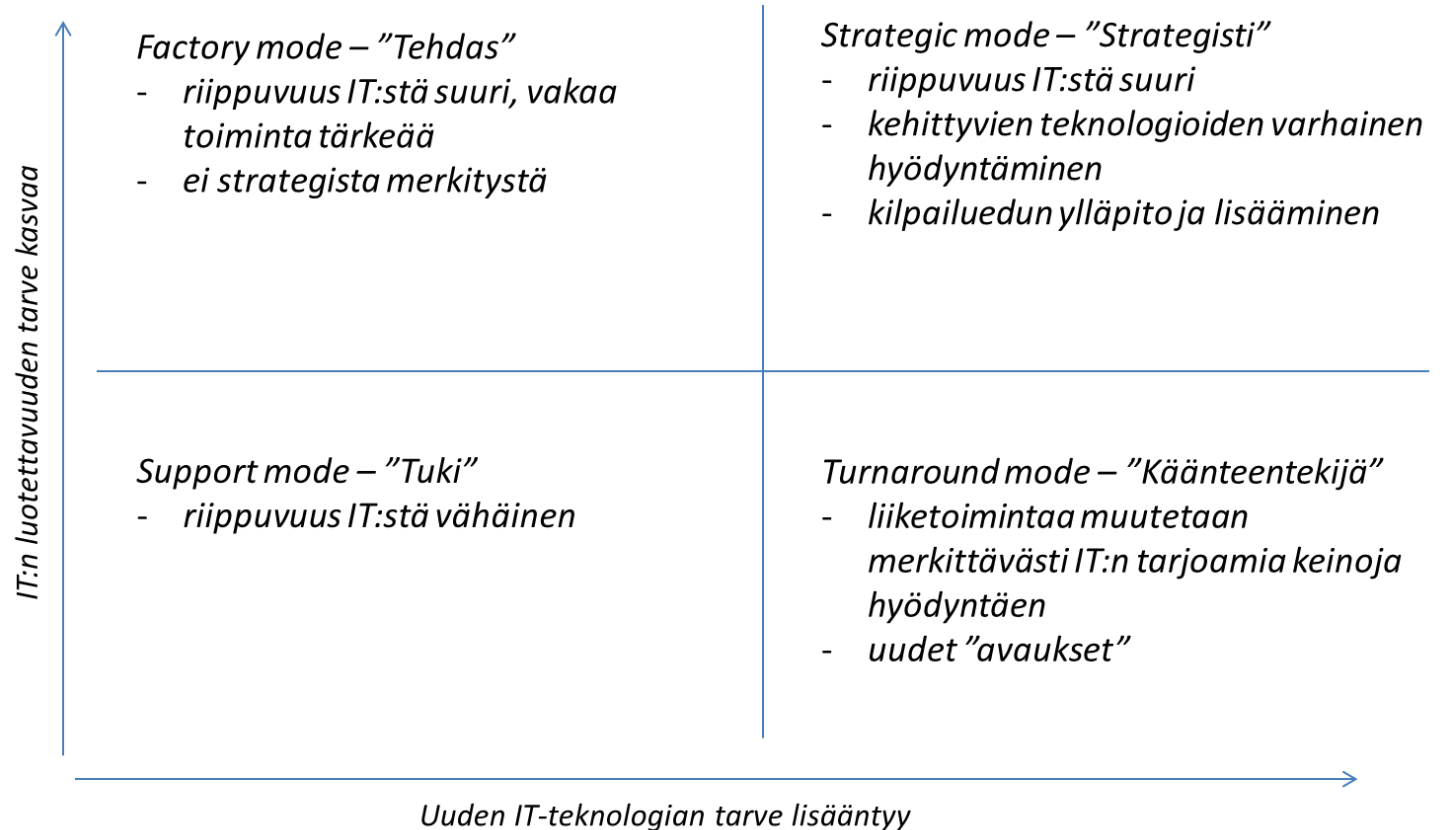 Factory mode – ”Tehdas”
- riippuvuus IT:stä suuri, vakaa
toiminta tärkeää
- ei strategista merkitystä
Strategic mode – ”Strategisti”
- riippuvuus IT:stä suuri
- kehittyvien teknologioiden varhainen
hyödyntäminen
- kilpailuedun ylläpito ja lisääminen
IT:n luotettavuuden tarve kasvaa
Support mode – ”Tuki”
- riippuvuus IT:stä vähäinen
Turnaround mode – ”Käänteentekijä”
- liiketoimintaa muutetaan
merkittävästi IT:n tarjoamia keinoja
hyödyntäen
- uudet ”avaukset”
Uuden IT-teknologian tarve lisääntyy